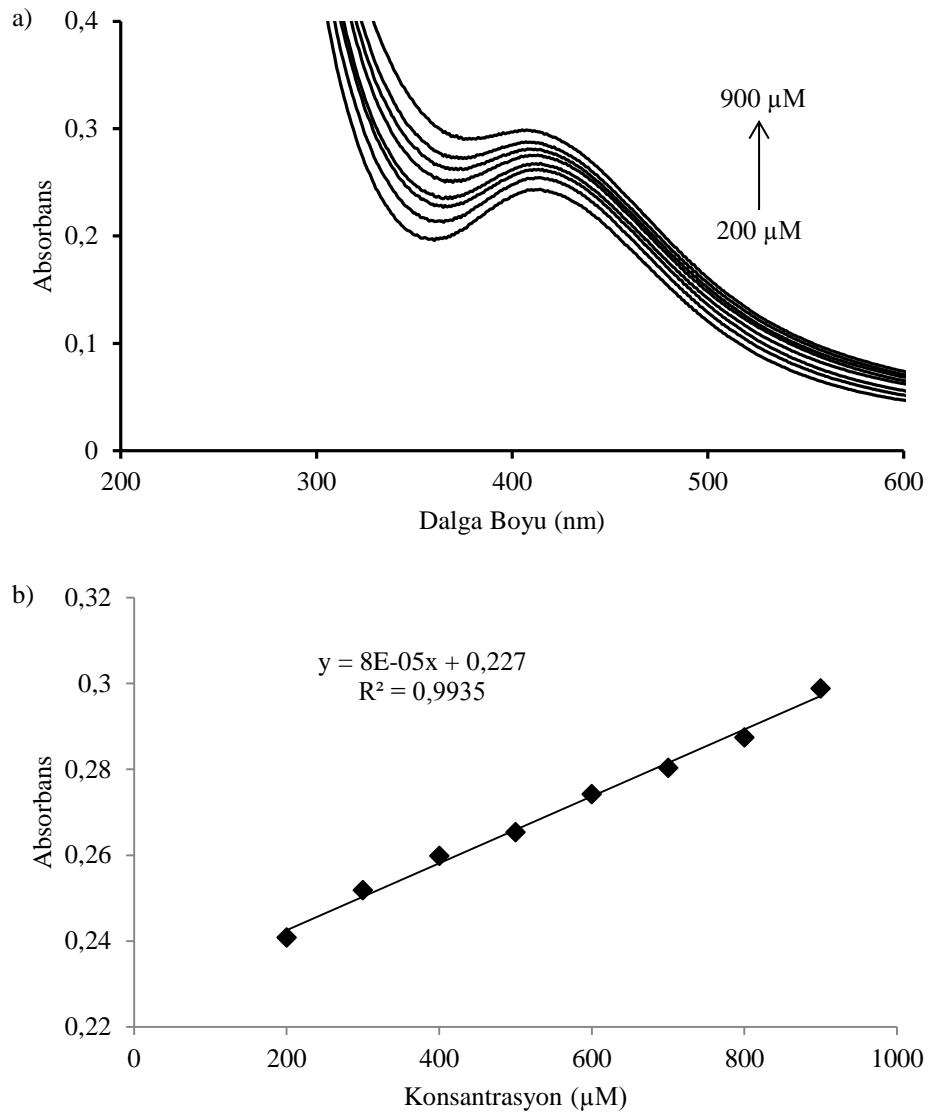 a)
0,4
0,3
0,2
0,1
0
Absorbans
900 µM
200 µM
200 300 400 500 600
Dalga Boyu (nm)
b)
0,32
0,3
0,28
0,26
0,24
0,22
Absorbans
y = 8E-05x + 0,227
R² = 0,9935
0 200 400 600 800 1000
Konsantrasyon (µM)